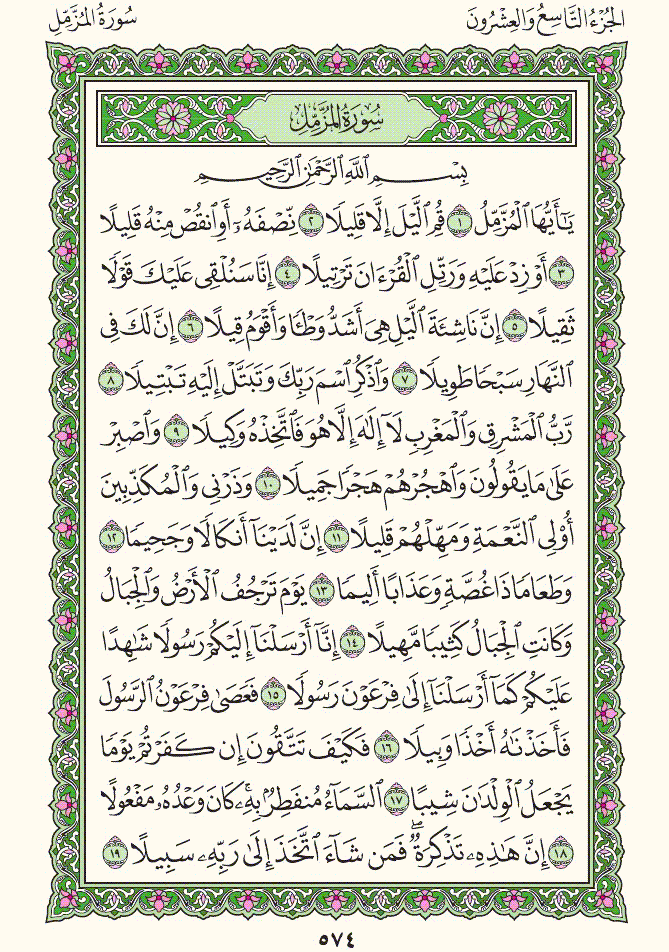 الجُزْءُ التَّاسِعُ وَالعِشْرُونَ
سُورَةُ المُزَّمِّلِ
سُورَةُ المُزَّمِّلِ
بِسْمِ ٱللَّهِ ٱلرَّحْمَٰنِ ٱلرَّحِيمِ
يَٰٓأَيُّهَا ٱلْمُزَّمِّلُ ١ قُمِ ٱلَّيْلَ إِلَّا قَلِيلًا ٢ نِّصْفَهُۥٓ أَوِ ٱنقُصْ مِنْهُ قَلِيلًا
٣ أَوْ زِدْ عَلَيْهِ وَرَتِّلِ ٱلْقُرْءَانَ تَرْتِيلًا ٤ إِنَّا سَنُلْقِى عَلَيْكَ قَوْلًا
ثَقِيلًا ٥ إِنَّ نَاشِئَةَ ٱلَّيْلِ هِىَ أَشَدُّ وَطْـًٔا وَأَقْوَمُ قِيلًا ٦ إِنَّ لَكَ فِى
ٱلنَّهَارِ سَبْحًا طَوِيلًا ٧ وَٱذْكُرِ ٱسْمَ رَبِّكَ وَتَبَتَّلْ إِلَيْهِ تَبْتِيلًا ٨
رَّبُّ ٱلْمَشْرِقِ وَٱلْمَغْرِبِ لَآ إِلَٰهَ إِلَّا هُوَ فَٱتَّخِذْهُ وَكِيلًا ٩ وَٱصْبِرْ
عَلَىٰ مَا يَقُولُونَ وَٱهْجُرْهُمْ هَجْرًا جَمِيلًا ١٠ وَذَرْنِى وَٱلْمُكَذِّبِينَ
أُو۟لِى ٱلنَّعْمَةِ وَمَهِّلْهُمْ قَلِيلًا ١١ إِنَّ لَدَيْنَآ أَنكَالًا وَجَحِيمًا ١٢
وَطَعَامًا ذَا غُصَّةٍ وَعَذَابًا أَلِيمًا ١٣ يَوْمَ تَرْجُفُ ٱلْأَرْضُ وَٱلْجِبَالُ
وَكَانَتِ ٱلْجِبَالُ كَثِيبًا مَّهِيلًا ١٤ إِنَّآ أَرْسَلْنَآ إِلَيْكُمْ رَسُولًا شَٰهِدًا
عَلَيْكُمْ كَمَآ أَرْسَلْنَآ إِلَىٰ فِرْعَوْنَ رَسُولًا ١٥ فَعَصَىٰ فِرْعَوْنُ ٱلرَّسُولَ
فَأَخَذْنَٰهُ أَخْذًا وَبِيلًا ١٦ فَكَيْفَ تَتَّقُونَ إِن كَفَرْتُمْ يَوْمًا
يَجْعَلُ ٱلْوِلْدَٰنَ شِيبًا ١٧ ٱلسَّمَآءُ مُنفَطِرٌۢ بِهِۦ ۚ كَانَ وَعْدُهُۥ مَفْعُولًا
١٨ إِنَّ هَٰذِهِۦ تَذْكِرَةٌ ۖ فَمَن شَآءَ ٱتَّخَذَ إِلَىٰ رَبِّهِۦ سَبِيلًا ١٩
٥٧٤